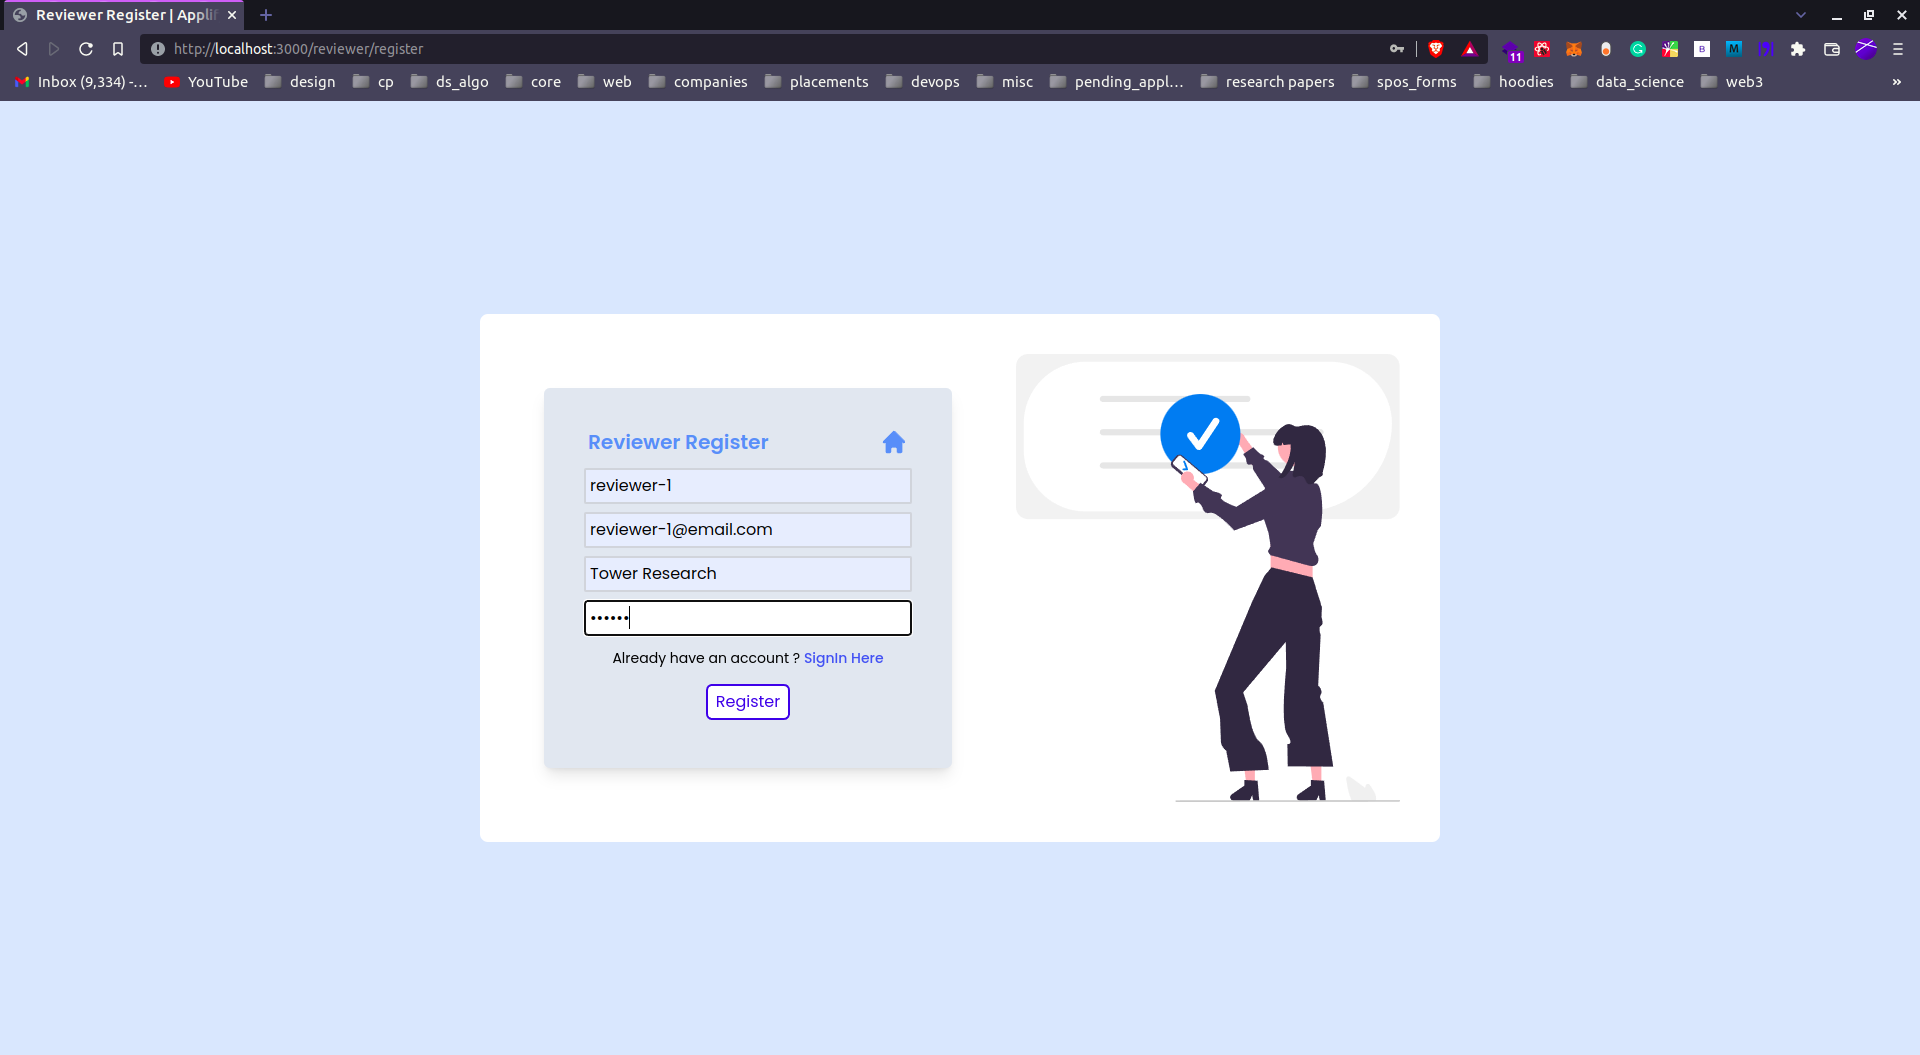 Reviewer Register | Applif
http://localhost:3000/reviewer/register
11
B
M
Inbox (9,334) -... YouTube design cp ds_algo core web companies placements devops misc pending_appl... research papers spos_forms hoodies data_science web3 »
Reviewer Register
reviewer-1
reviewer-1@email.com
Tower Research
••••••
Already have an account ? SignIn Here
Register